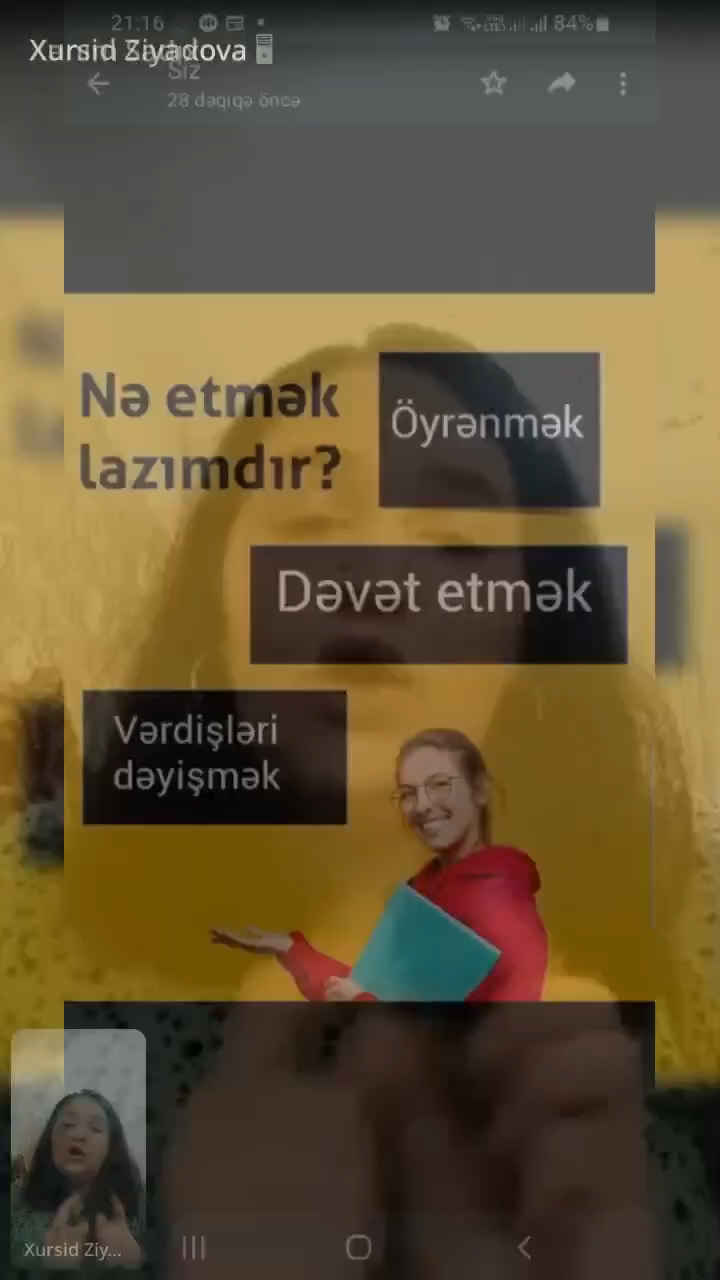 21:16
84%
Xursid Ziyadova
Siz
28 dəqiqə öncə
Nə etmək
lazımdır?
Öyrənmək
Dəvət etmək
Vərdişləri
dəyişmək
Xursid Ziy...